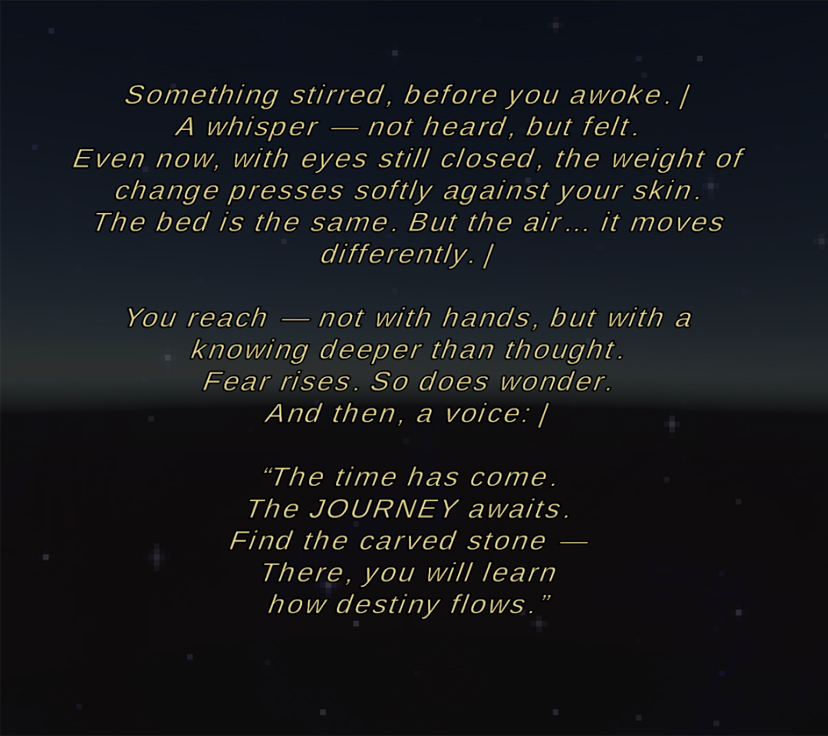 Something stirred, before you awoke. |
A whisper — not heard, but felt.
Even now, with eyes still closed, the weight of
change presses softly against your skin.
The bed is the same. But the air... it moves
differently. |
You reach — not with hands, but with a
knowing deeper than thought.
Fear rises. So does wonder.
And then, a voice: |
“The time has come.
The JOURNEY awaits.
Find the carved stone —
There, you will learn
how destiny flows.”